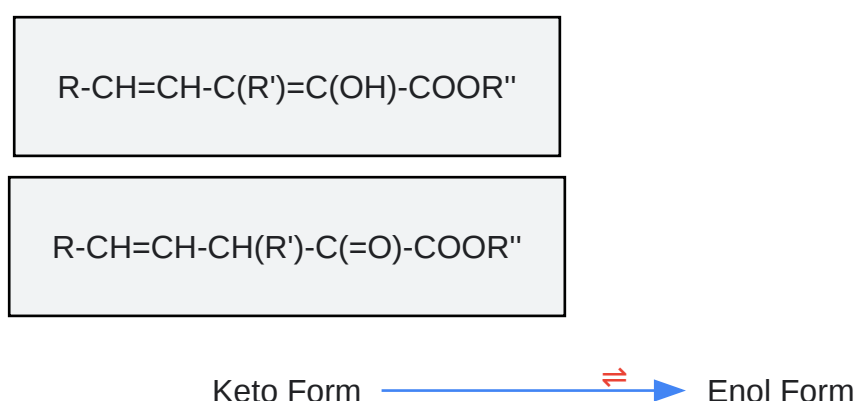 R-CH=CH-C(R')=C(OH)-COOR"
R-CH=CH-CH(R')-C(=O)-COOR"
⇌
Keto Form Enol Form